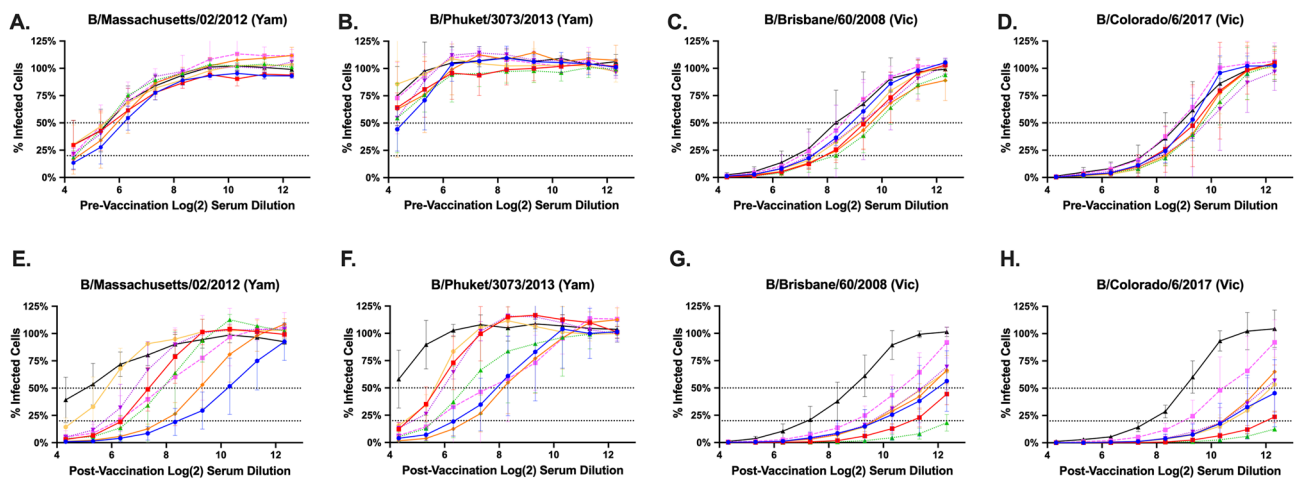 A. B/Massachusetts/02/2012 (Yam)
125%
100%
75%
50%
25%
0%
% Infected Cells
4 6 8 10 12
Pre-Vaccination Log(2) Serum Dilution
B. B/Phuket/3073/2013 (Yam)
125%
100%
75%
50%
25%
0%
% Infected Cells
4 6 8 10 12
Pre-Vaccination Log(2) Serum Dilution
C. B/Brisbane/60/2008 (Vic)
125%
100%
75%
50%
25%
0%
% Infected Cells
4 6 8 10 12
Pre-Vaccination Log(2) Serum Dilution
D. B/Colorado/6/2017 (Vic)
125%
100%
75%
50%
25%
0%
% Infected Cells
4 6 8 10 12
Pre-Vaccination Log(2) Serum Dilution
E. B/Massachusetts/02/2012 (Yam)
125%
100%
75%
50%
25%
0%
% Infected Cells
4 6 8 10 12
Post-Vaccination Log(2) Serum Dilution
F. B/Phuket/3073/2013 (Yam)
125%
100%
75%
50%
25%
0%
% Infected Cells
4 6 8 10 12
Post-Vaccination Log(2) Serum Dilution
G. B/Brisbane/60/2008 (Vic)
125%
100%
75%
50%
25%
0%
% Infected Cells
4 6 8 10 12
Post-Vaccination Log(2) Serum Dilution
H. B/Colorado/6/2017 (Vic)
125%
100%
75%
50%
25%
0%
% Infected Cells
4 6 8 10 12
Post-Vaccination Log(2) Serum Dilution